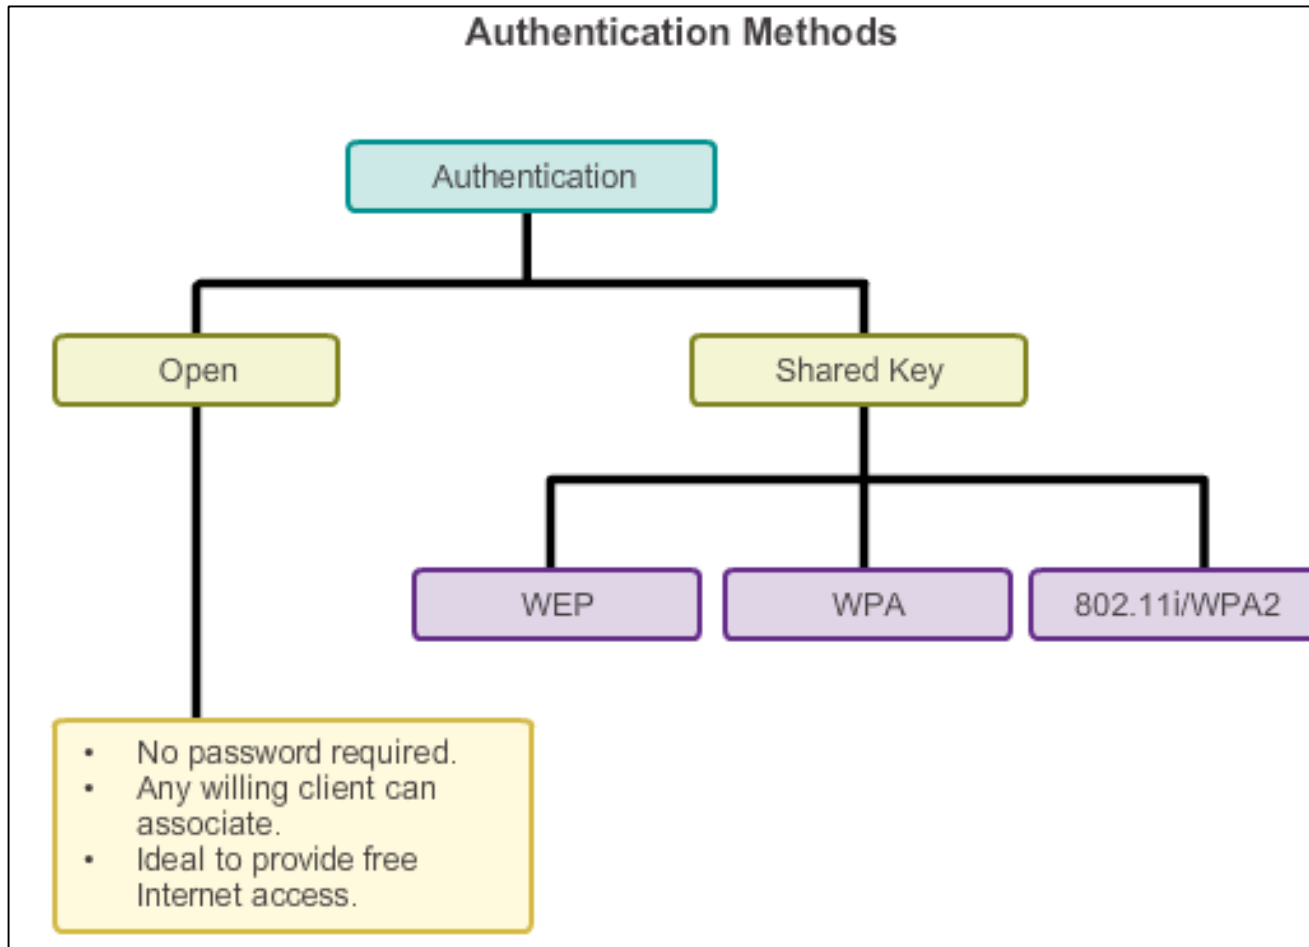 Authentication Methods
Authentication
Open
Shared Key
WEP
WPA
802.11i/WPA2
• No password required.
• Any willing client can
associate.
• Ideal to provide free
Internet access.